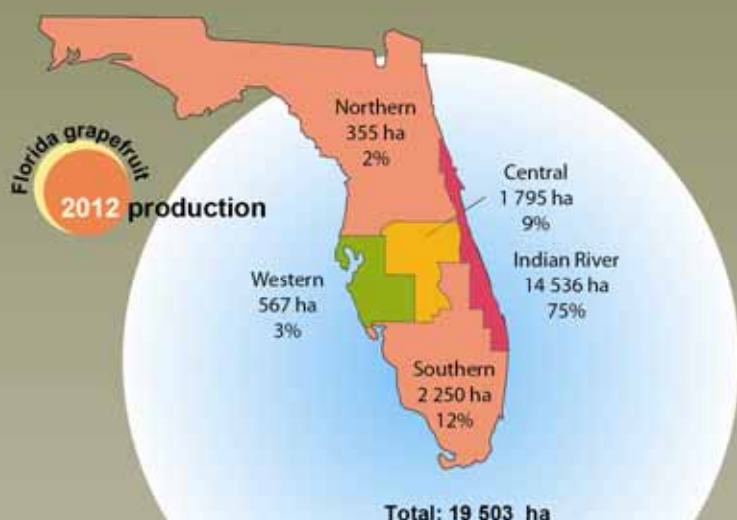 Florida grapefruit
2012 production
Northern
355 ha
2%
Central
1 795 ha
9%
Indian River
14 536 ha
75%
Western
567 ha
3%
Southern
2 250 ha
12%
Total: 19 503 ha